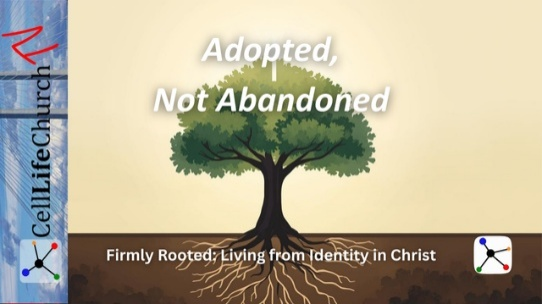 Adopted,
Not Abandoned
Firmly Rooted; Living from Identity in Christ
CellLifeChurch